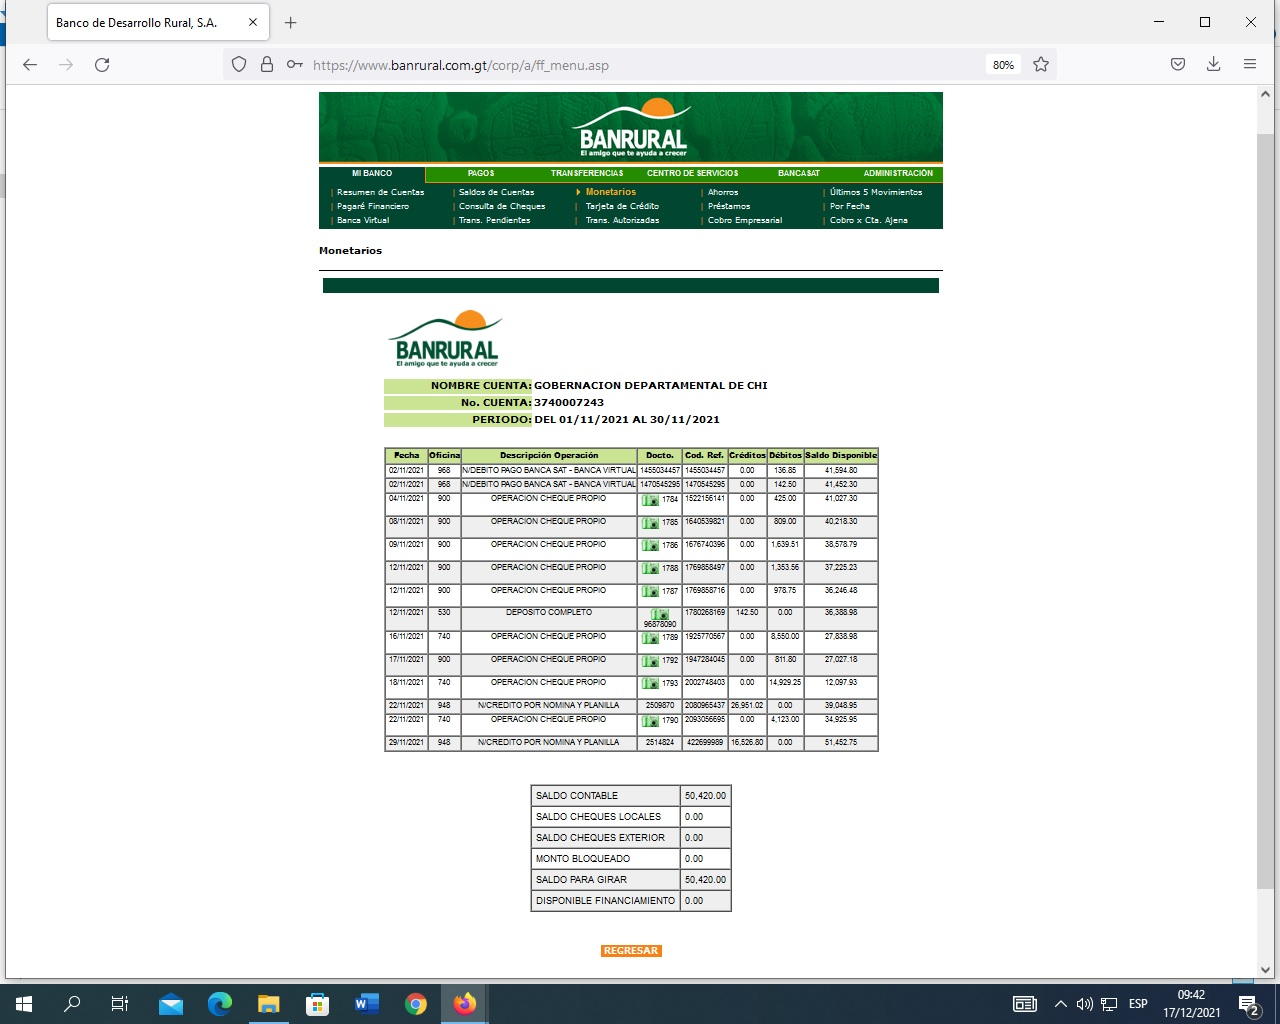 Banco de Desarrollo Rural, S.A.
https://www.banrural.com.gt/corp/a/ff_menu.asp
80%
BANRURAL
El amigo que te ayuda a crecer
MI BANCO PAGOS TRANSFERENCIAS CENTRO DE SERVICIOS BANCASAT ADMINISTRACIÓN
| Resumen de Cuentas | Saldos de Cuentas Monetarios | Ahorros | Últimos 5 Movimientos
| Pagaré Financiero | Consulta de Cheques | Tarjeta de Crédito | Préstamos | Por Fecha
| Banca Virtual | Trans. Pendientes | Trans. Autorizadas | Cobro Empresarial | Cobro x Cta. Ajena
Monetarios
BANRURAL
El amigo que te ayuda a crecer
NOMBRE CUENTA: GOBERNACION DEPARTAMENTAL DE CHI
No. CUENTA: 3740007243
PERIODO: DEL 01/11/2021 AL 30/11/2021
Fecha Oficina Descripción Operación Docto. Cod. Ref. Créditos Débitos Saldo Disponible
02/11/2021 968 N/DEBITO PAGO BANCA SAT - BANCA VIRTUAL 1455034457 1455034457 0.00 136.85 41,594.80
02/11/2021 968 N/DEBITO PAGO BANCA SAT - BANCA VIRTUAL 1470545295 1470545295 0.00 142.50 41,452.30
04/11/2021 900 OPERACION CHEQUE PROPIO 1784 1522156141 0.00 425.00 41,027.30
08/11/2021 900 OPERACION CHEQUE PROPIO 1785 1640539821 0.00 809.00 40,218.30
09/11/2021 900 OPERACION CHEQUE PROPIO 1786 1676740396 0.00 1,639.51 38,578.79
12/11/2021 900 OPERACION CHEQUE PROPIO 1788 1769858497 0.00 1,353.56 37,225.23
12/11/2021 900 OPERACION CHEQUE PROPIO 1787 1769858716 0.00 978.75 36,246.48
12/11/2021 530 DEPOSITO COMPLETO 96878090 1780268169 142.50 0.00 36,388.98
16/11/2021 740 OPERACION CHEQUE PROPIO 1789 1925770567 0.00 8,550.00 27,838.98
17/11/2021 900 OPERACION CHEQUE PROPIO 1792 1947284045 0.00 811.80 27,027.18
18/11/2021 740 OPERACION CHEQUE PROPIO 1793 2002748403 0.00 14,929.25 12,097.93
22/11/2021 948 N/CREDITO POR NOMINA Y PLANILLA 2509870 2080965437 26,951.02 0.00 39,048.95
22/11/2021 740 OPERACION CHEQUE PROPIO 1790 2093056695 0.00 4,123.00 34,925.95
29/11/2021 948 N/CREDITO POR NOMINA Y PLANILLA 2514824 422699989 16,526.80 0.00 51,452.75
SALDO CONTABLE 50,420.00
SALDO CHEQUES LOCALES 0.00
SALDO CHEQUES EXTERIOR 0.00
MONTO BLOQUEADO 0.00
SALDO PARA GIRAR 50,420.00
DISPONIBLE FINANCIAMIENTO 0.00
REGRESAR
ESP
09:42
17/12/2021
2